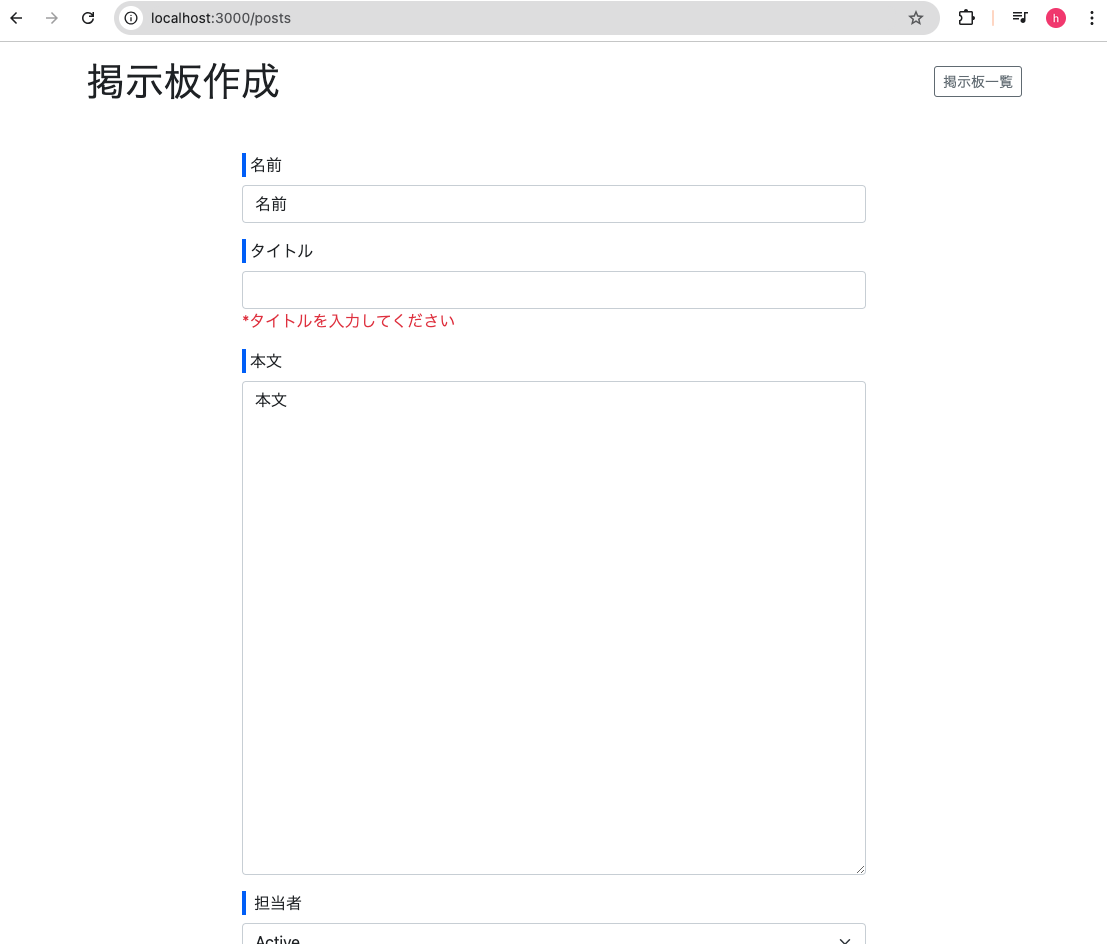 localhost:3000/posts
h
掲示板作成
掲示板一覧
名前
名前
タイトル
*タイトルを入力してください
本文
本文
担当者
Active